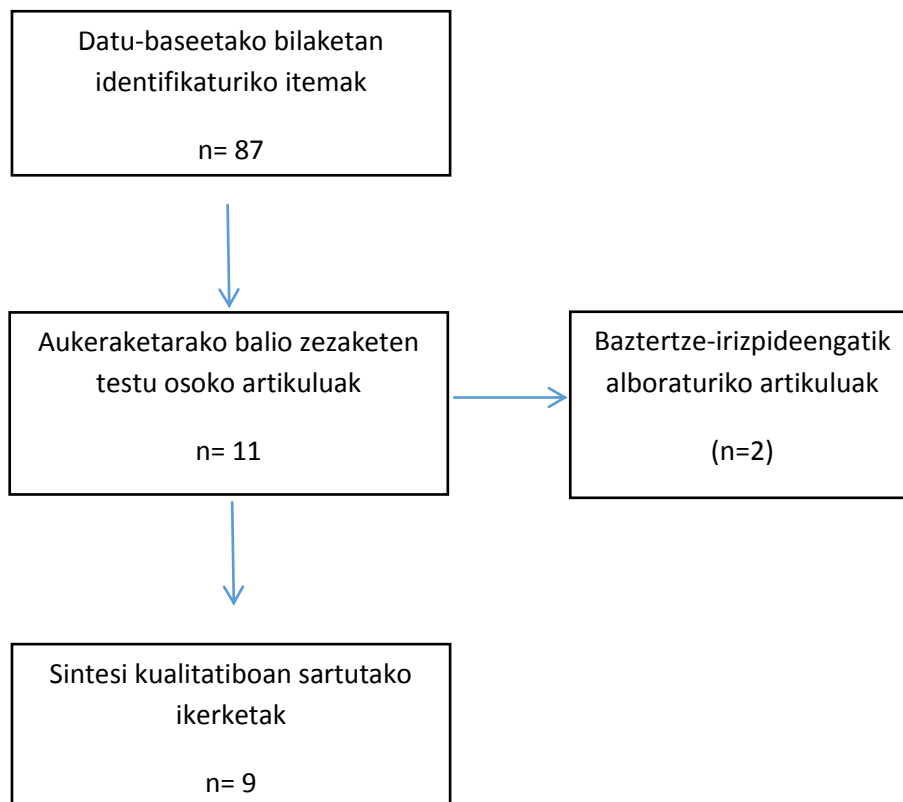 Datu-baseetako bilaketan
identifikaturiko itemak
n= 87
Aukeraketarako balio zezaketen
testu osoko artikuluak
n= 11
Baztertze-irizpideengatik
alboraturiko artikuluak
(n=2)
Sintesi kualitatiboan sartutako
ikerketak
n= 9